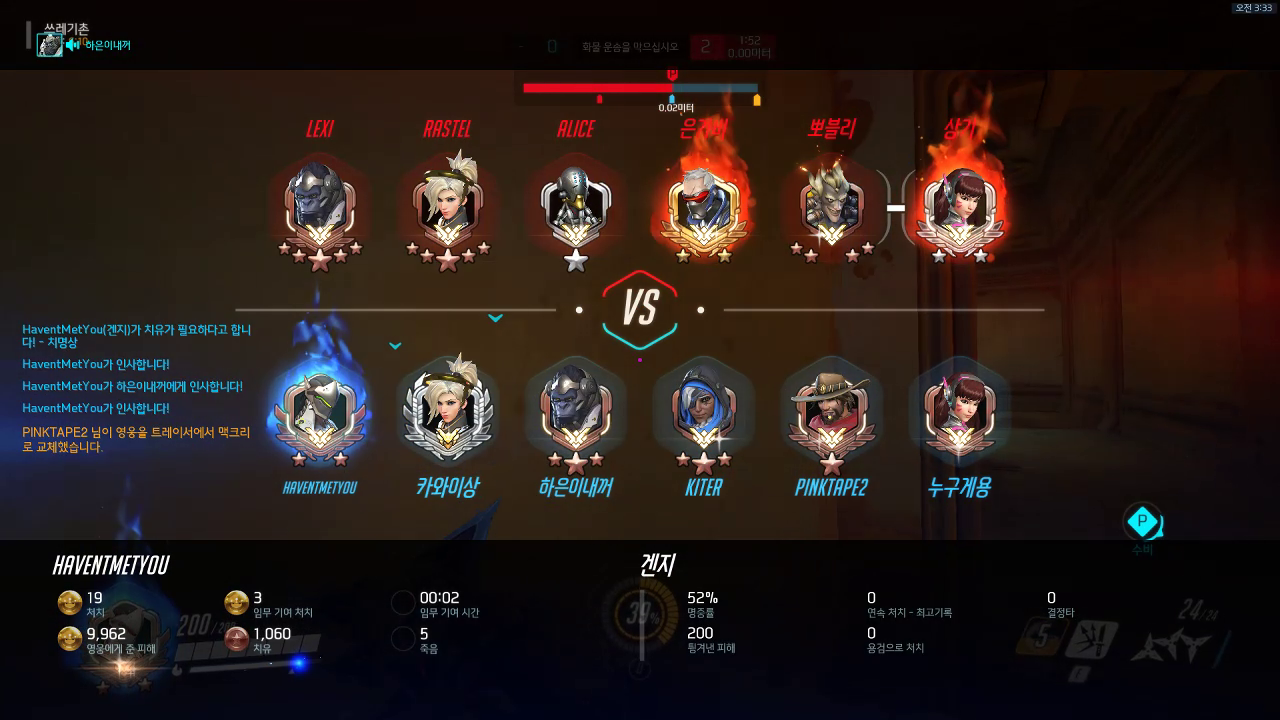 오전 3:33
쓰레기촌
하은이내꺼
0
화물 운송을 막으십시오
2
1:52
0.00미터
P
0.02미터
LEXI
RASTEL
ALICE
뽀블리
VS
HaventMetYou(겐지)가 치유가 필요하다고 합니
다! - 치명상
HaventMetYou가 인사합니다!
HaventMetYou가 하은이내꺼에게 인사합니다!
HaventMetYou가 인사합니다!
PINKTAPE2 님이 영웅을 트레이서에서 맥크리
로 교체했습니다.
HAVENTMETYOU
카와이상
하은이내꺼
KITER
PINKTAPE2
누구게용
P
수비
HAVENTMETYOU
겐지
19
처치
3
임무 기여 처치
00:02
임무 기여 시간
52%
명중률
0
연속 처치 - 최고기록
0
결정타
9,962
영웅에게 준 피해
1,060
치유
5
죽음
200
튕겨낸 피해
0
용검으로 처치
200/200
39%
5
F
24/24